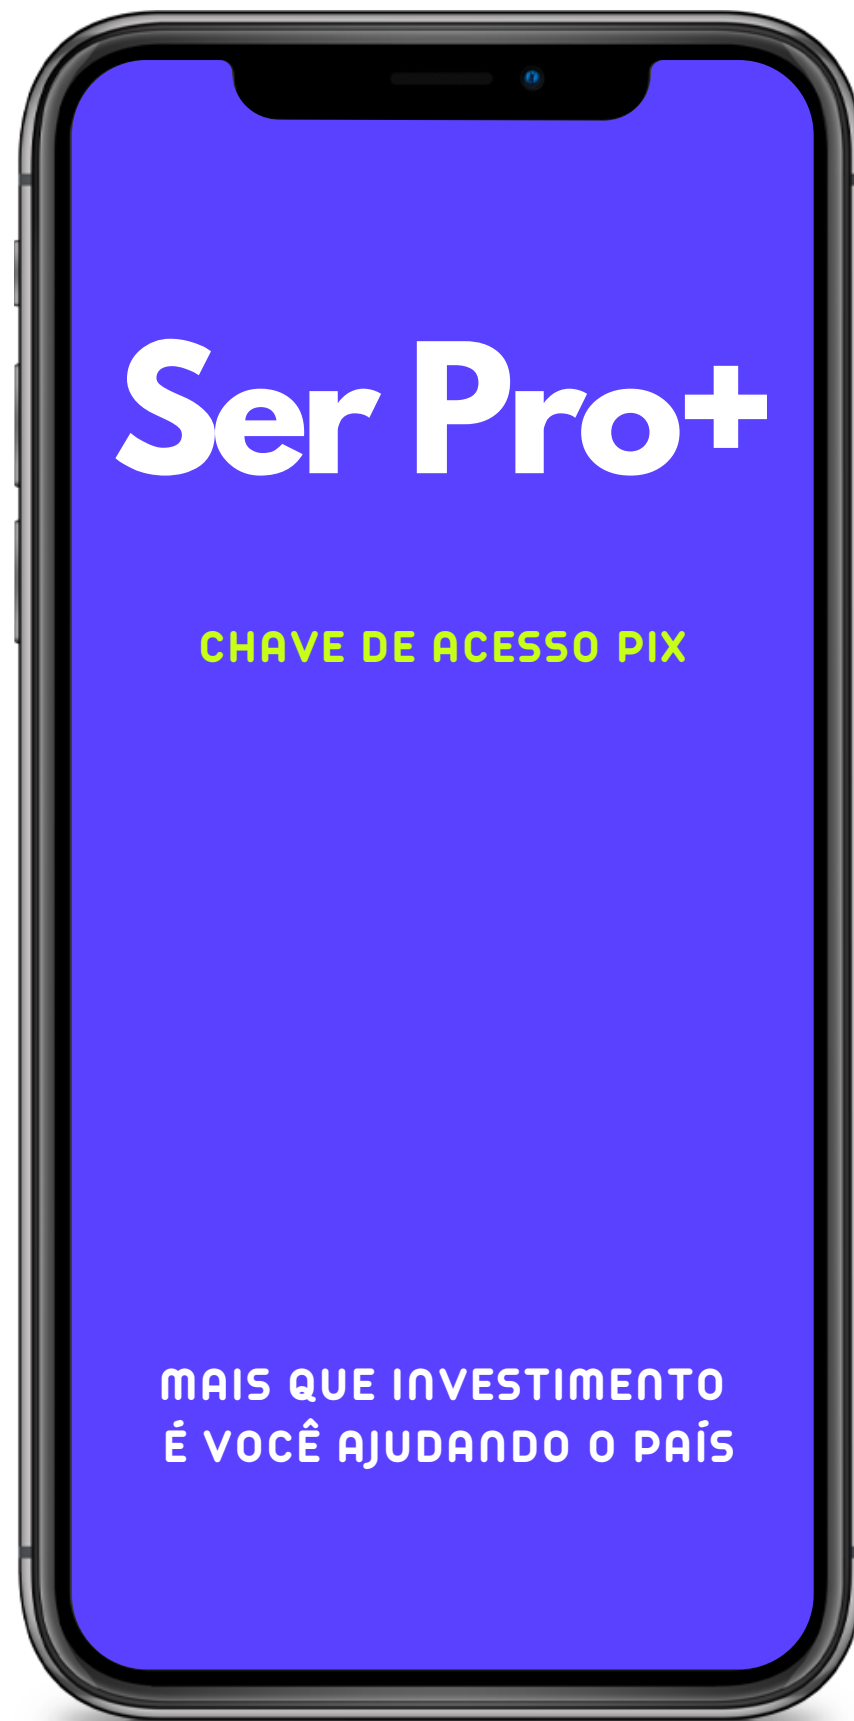 Ser Pro+
CHAVE DE ACESSO PIX
MAIS QUE INVESTIMENTO
É VOCÊ AJUDANDO O PAÍS